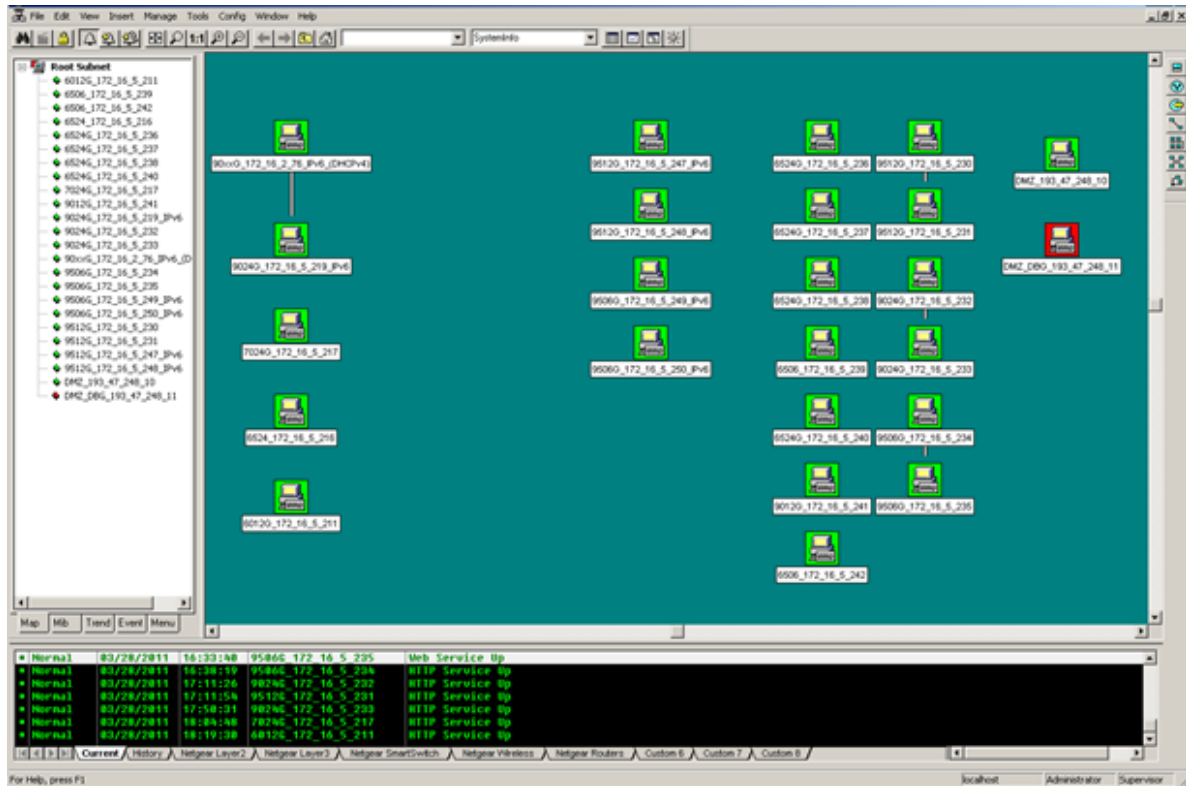 File Edit View Insert Manage Tools Config Window Help
1:1 SystemInfo
Root Subnet
6012G_172_16_5_211
6506_172_16_5_239
6506_172_16_5_242
6524_172_16_5_216
6524G_172_16_5_236
6524G_172_16_5_237
6524G_172_16_5_238
6524G_172_16_5_240
7024G_172_16_5_217
9012G_172_16_5_241
9024G_172_16_5_219_IPv6
9024G_172_16_5_232
9024G_172_16_5_233
90xxG_172_16_2_76_IPv6_(D
9506G_172_16_5_234
9506G_172_16_5_235
9506G_172_16_5_249_IPv6
9506G_172_16_5_250_IPv6
9512G_172_16_5_230
9512G_172_16_5_231
9512G_172_16_5_247_IPv6
9512G_172_16_5_248_IPv6
DMZ_193_47_248_10
DMZ_DBG_193_47_248_11
Map Mib Trend Event Menu
90xxG_172_16_2_76_IPv6_(DHCPv4)
9024G_172_16_5_219_IPv6
7024G_172_16_5_217
6524_172_16_5_216
6012G_172_16_5_211
9512G_172_16_5_247_IPv6
9512G_172_16_5_248_IPv6
9506G_172_16_5_249_IPv6
9506G_172_16_5_250_IPv6
6524G_172_16_5_236
6524G_172_16_5_237
6524G_172_16_5_238
6506_172_16_5_239
6524G_172_16_5_240
9012G_172_16_5_241
6506_172_16_5_242
9512G_172_16_5_230
9512G_172_16_5_231
9024G_172_16_5_232
9024G_172_16_5_233
9506G_172_16_5_234
9506G_172_16_5_235
DMZ_193_47_248_10
DMZ_DBG_193_47_248_11
Normal 03/28/2011 16:33:40 9506G_172_16_5_235 Web Service Up
Normal 03/28/2011 16:38:19 9506G_172_16_5_234 HTTP Service Up
Normal 03/28/2011 17:11:26 9024G_172_16_5_232 HTTP Service Up
Normal 03/28/2011 17:11:54 9512G_172_16_5_231 HTTP Service Up
Normal 03/28/2011 17:50:31 9024G_172_16_5_233 HTTP Service Up
Normal 03/28/2011 18:04:48 7024G_172_16_5_217 HTTP Service Up
Normal 03/28/2011 18:19:30 6012G_172_16_5_211 HTTP Service Up
Current History Netgear Layer2 Netgear Layer3 Netgear SmartSwitch Netgear Wireless Netgear Routers Custom 6 Custom 7 Custom 8
For Help, press F1 localhost Administrator Supervisor